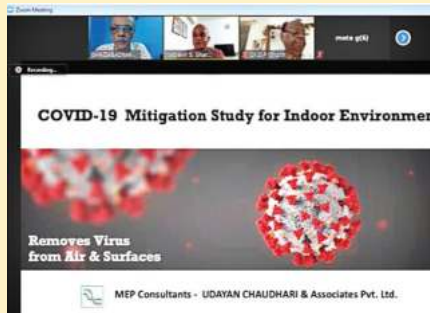 Zoom Meeting
meta g(k)
Recording...
COVID-19 Mitigation Study for Indoor Environmen
Removes Virus
from Air & Surfaces
MEP Consultants - UDAYAN CHAUDHARI & Associates Pvt. Ltd.